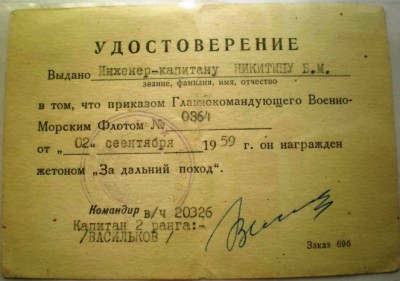 УДОСТОВЕРЕНИЕ
Выдано Инженер-капитану НИКИТИНУ Б.М.
звание, фамилия, имя, отчество
в том, что приказом Главнокомандующего Военно-
Морским Флотом № 0364
от „02" сеентября 1959 г. он награжден
жетоном „За дальний поход".
Командир в/ч 20326
Капитан 2 ранга:-
/ВАСИЛЬКОВ/
Заказ 696